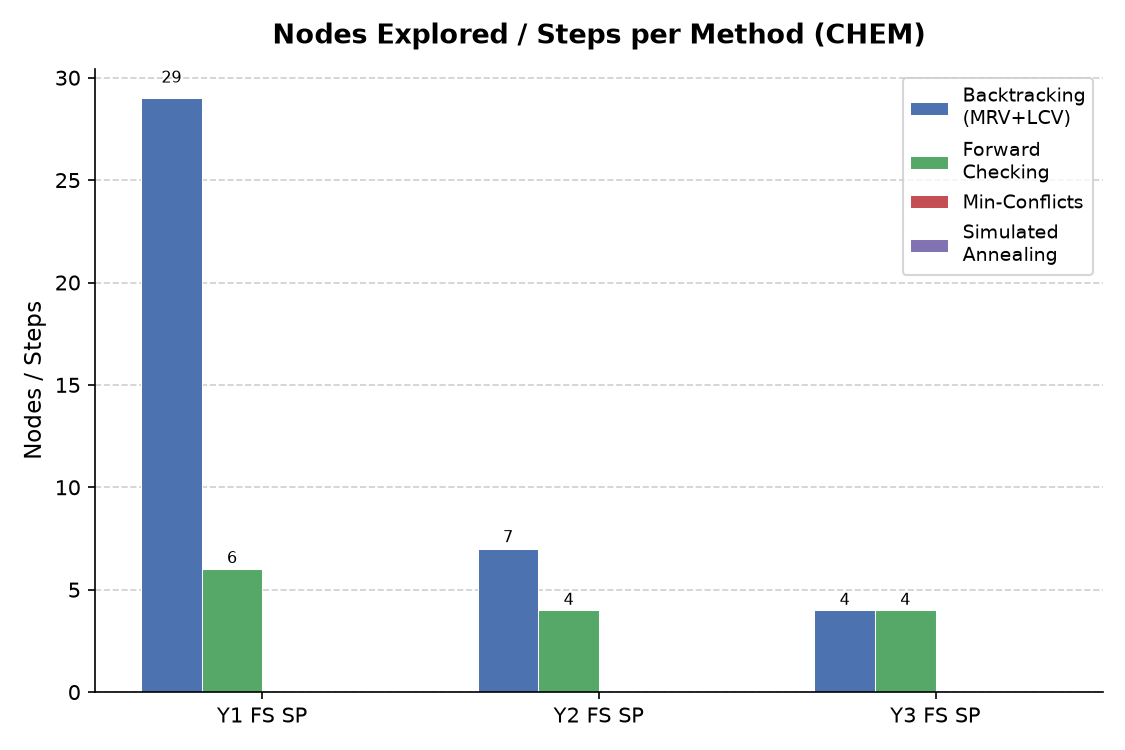 Nodes Explored / Steps per Method (CHEM)
Nodes / Steps
30
25
20
15
10
5
0
29
6
7
4
4
4
Y1 FS SP
Y2 FS SP
Y3 FS SP
Backtracking
(MRV+LCV)
Forward
Checking
Min-Conflicts
Simulated
Annealing